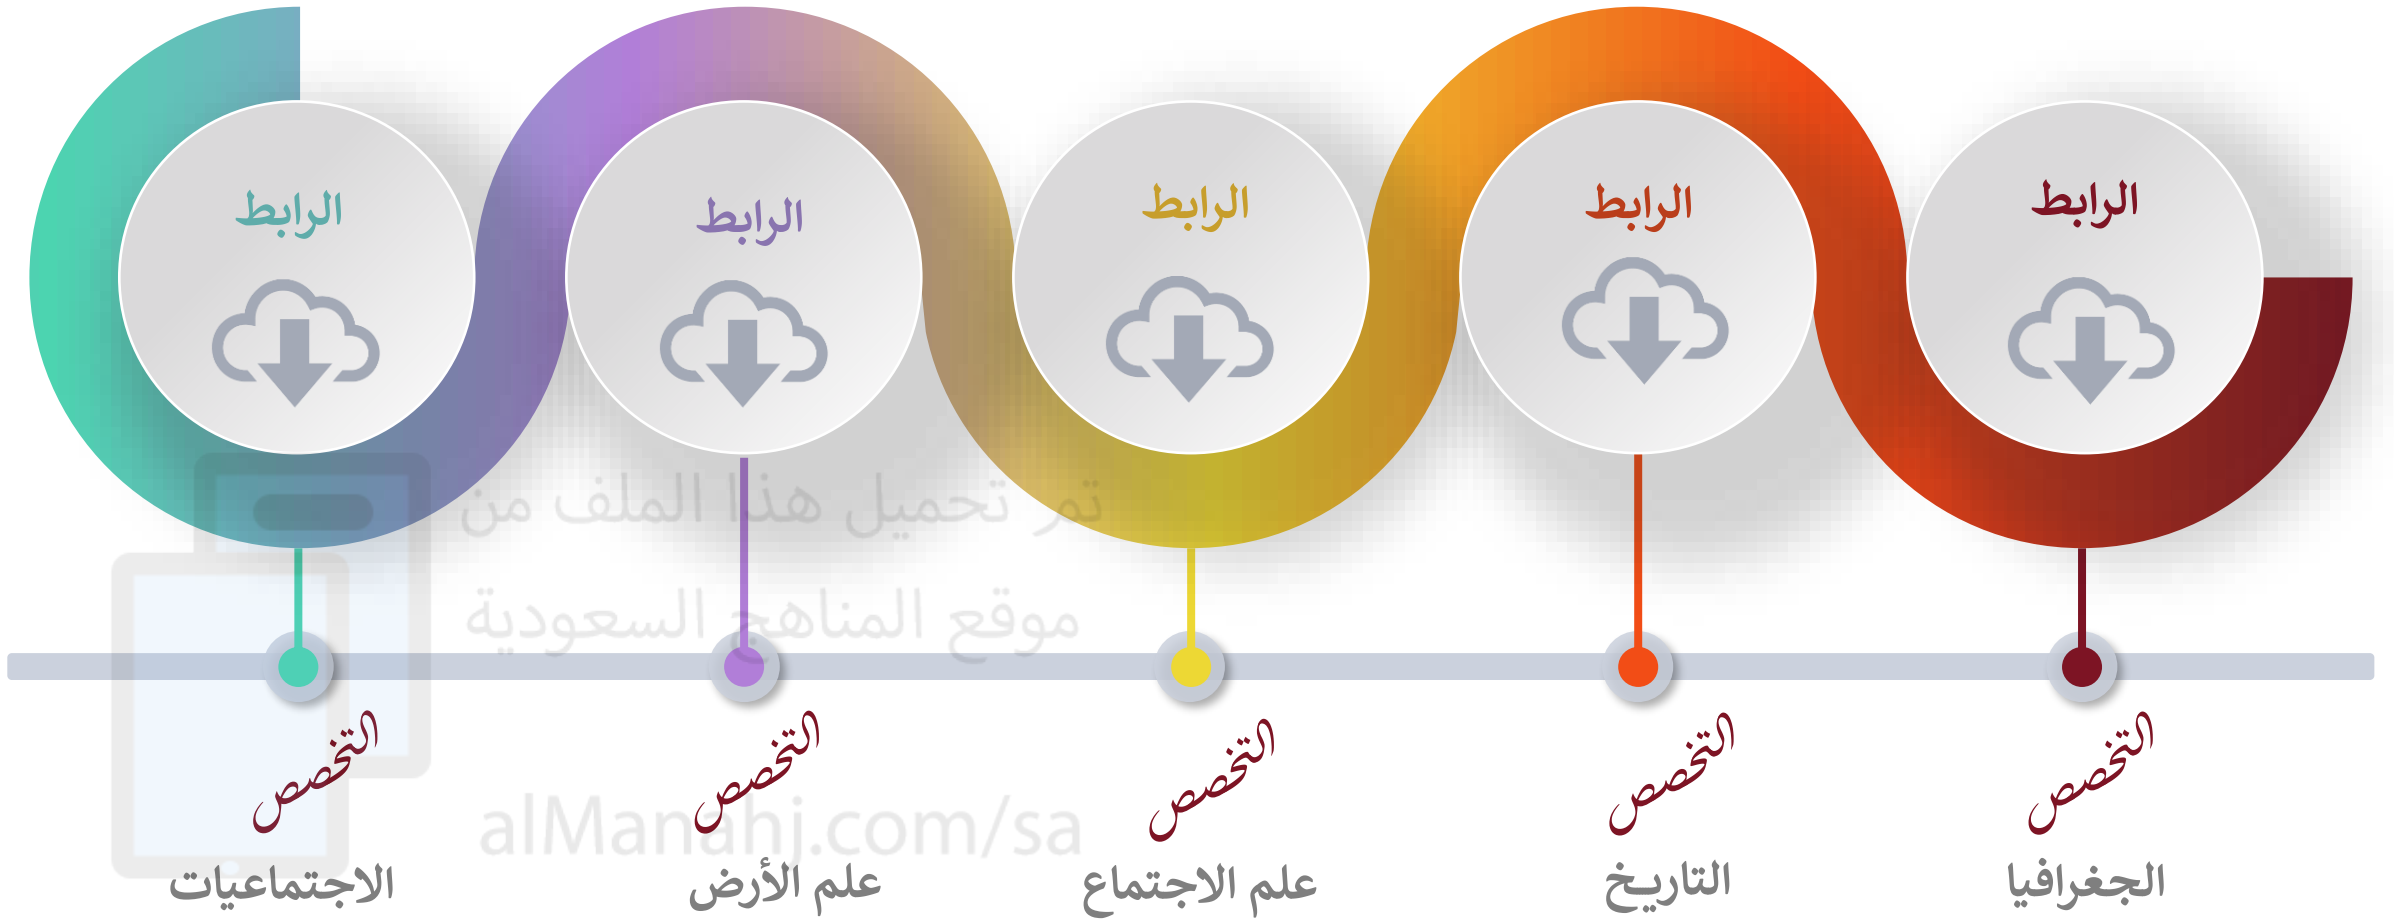 الرابط
الرابط
الرابط
الرابط
الرابط
تم تحميل هذا الملف من
موقع المناهج السعودية
التخصص
التخصص
التخصص
التخصص
التخصص
alManahj.com/sa
الجغرافيا
التاريخ
علم الاجتماع
علم الأرض
الاجتماعيات